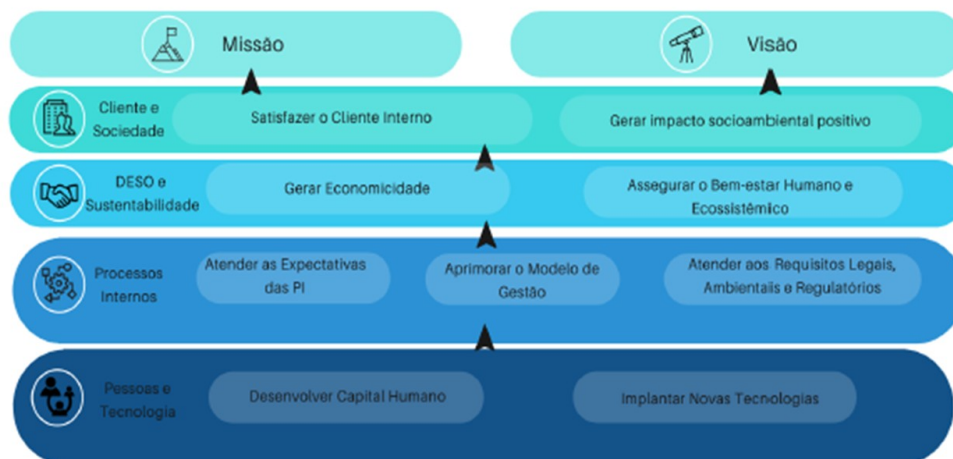 Missão
Visão
Cliente e
Sociedade
Satisfazer o Cliente Interno
Gerar impacto socioambiental positivo
DESO e
Sustentabilidade
Gerar Economicidade
Assegurar o Bem-estar Humano e
Ecossistêmico
Processos
Internos
Atender as Expectativas
das PI
Aprimorar o Modelo de
Gestão
Atender aos Requisitos Legais,
Ambientais e Regulatórios
Pessoas e
Tecnologia
Desenvolver Capital Humano
Implantar Novas Tecnologias